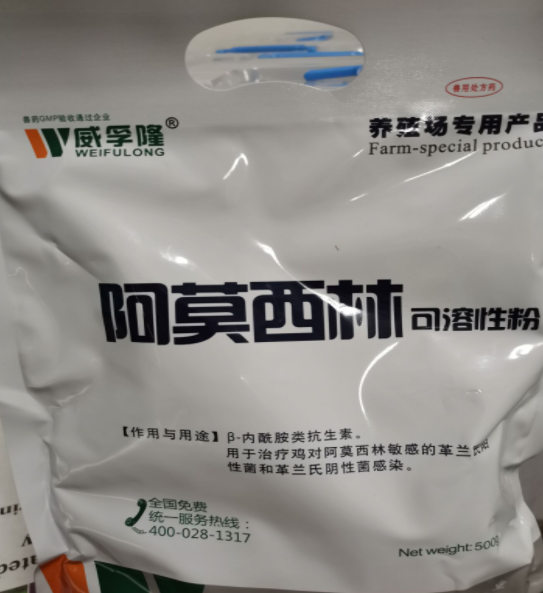 兽用处方药
兽药GMP验收通过企业
威孚隆®
WEIFULONG
养殖场专用产品
Farm-special produc
阿莫西林可溶性粉
【作用与用途】β-内酰胺类抗生素。
用于治疗鸡对阿莫西林敏感的革兰氏阳
性菌和革兰氏阴性菌感染。
全国免费
统一服务热线：
400-028-1317
Net weight: 500g